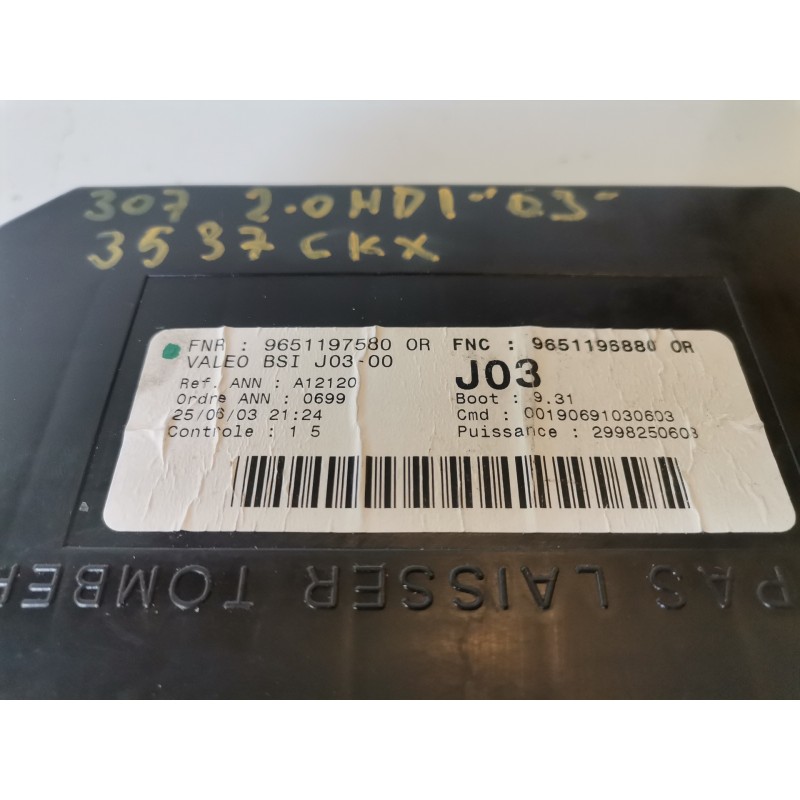 307 2.0HDI "03"
3537CKX
FNR : 9651197580 0R FNC : 9651196880 0R
VALEO BSI J03-00 J03
Ref. ANN : A12120 Boot : 9.31
Ordre ANN : 0699 Cmd : 00190691030603
25/06/03 21:24 Puissance : 2998250603
Controle : 1 5
PAS LAISSER TOMBER